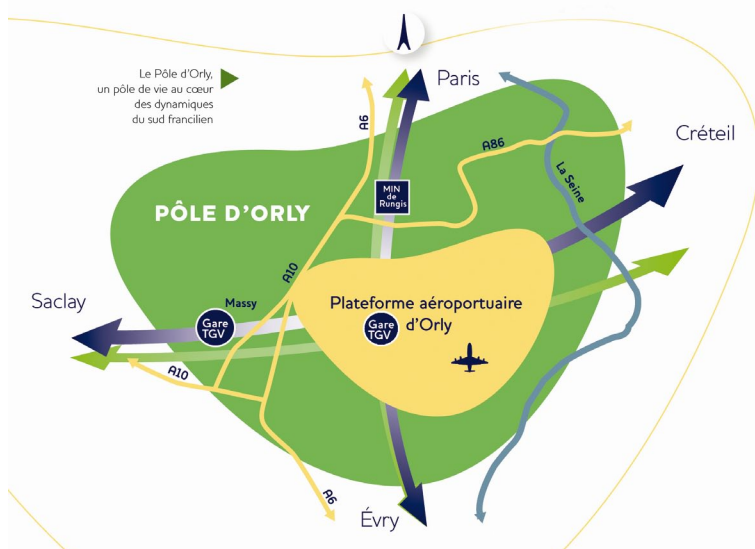 Le Pôle d'Orly,
un pôle de vie au cœur
des dynamiques
du sud francilien
Paris
A6
A86
Créteil
MIN
de
Rungis
La Seine
PÔLE D'ORLY
A10
Saclay
Massy
Gare
TGV
Plateforme aéroportuaire
d'Orly
Gare
TGV
A10
A6
Évry